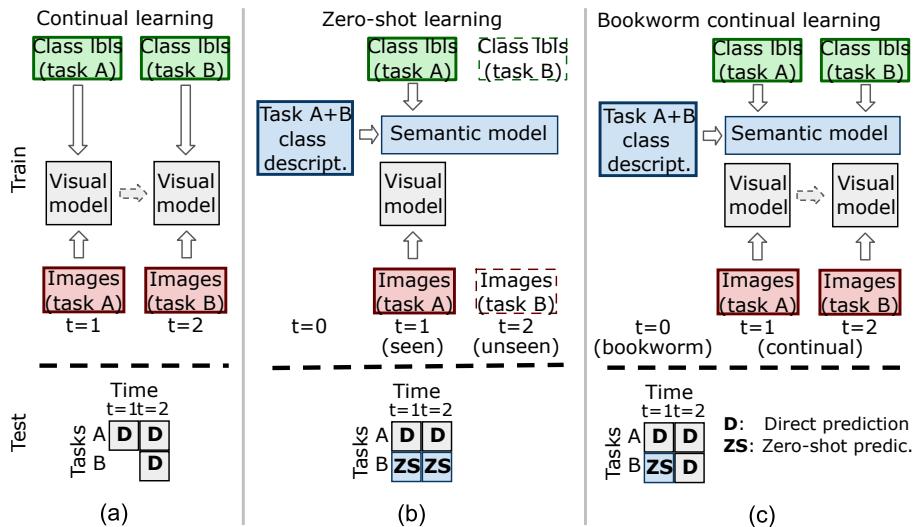 Continual learning
Class lbls
(task A)
Class lbls
(task B)
Train
Visual
model
Visual
model
Images
(task A)
Images
(task B)
t=1
t=2
Test
Time
t=1 t=2
Tasks
A D D
B D
(a)
Zero-shot learning
Class lbls
(task A)
Class lbls
(task B)
Task A+B
class
descript.
Semantic model
Visual
model
Images
(task A)
Images
(task B)
t=0
t=1
(seen)
t=2
(unseen)
Time
t=1 t=2
Tasks
A D D
B ZS ZS
(b)
Bookworm continual learning
Class lbls
(task A)
Class lbls
(task B)
Task A+B
class
descript.
Semantic model
Visual
model
Visual
model
Images
(task A)
Images
(task B)
t=0
(bookworm)
t=1
t=2
(continual)
Time
t=1 t=2
Tasks
A D D
B ZS D
D: Direct prediction
ZS: Zero-shot predic.
(c)